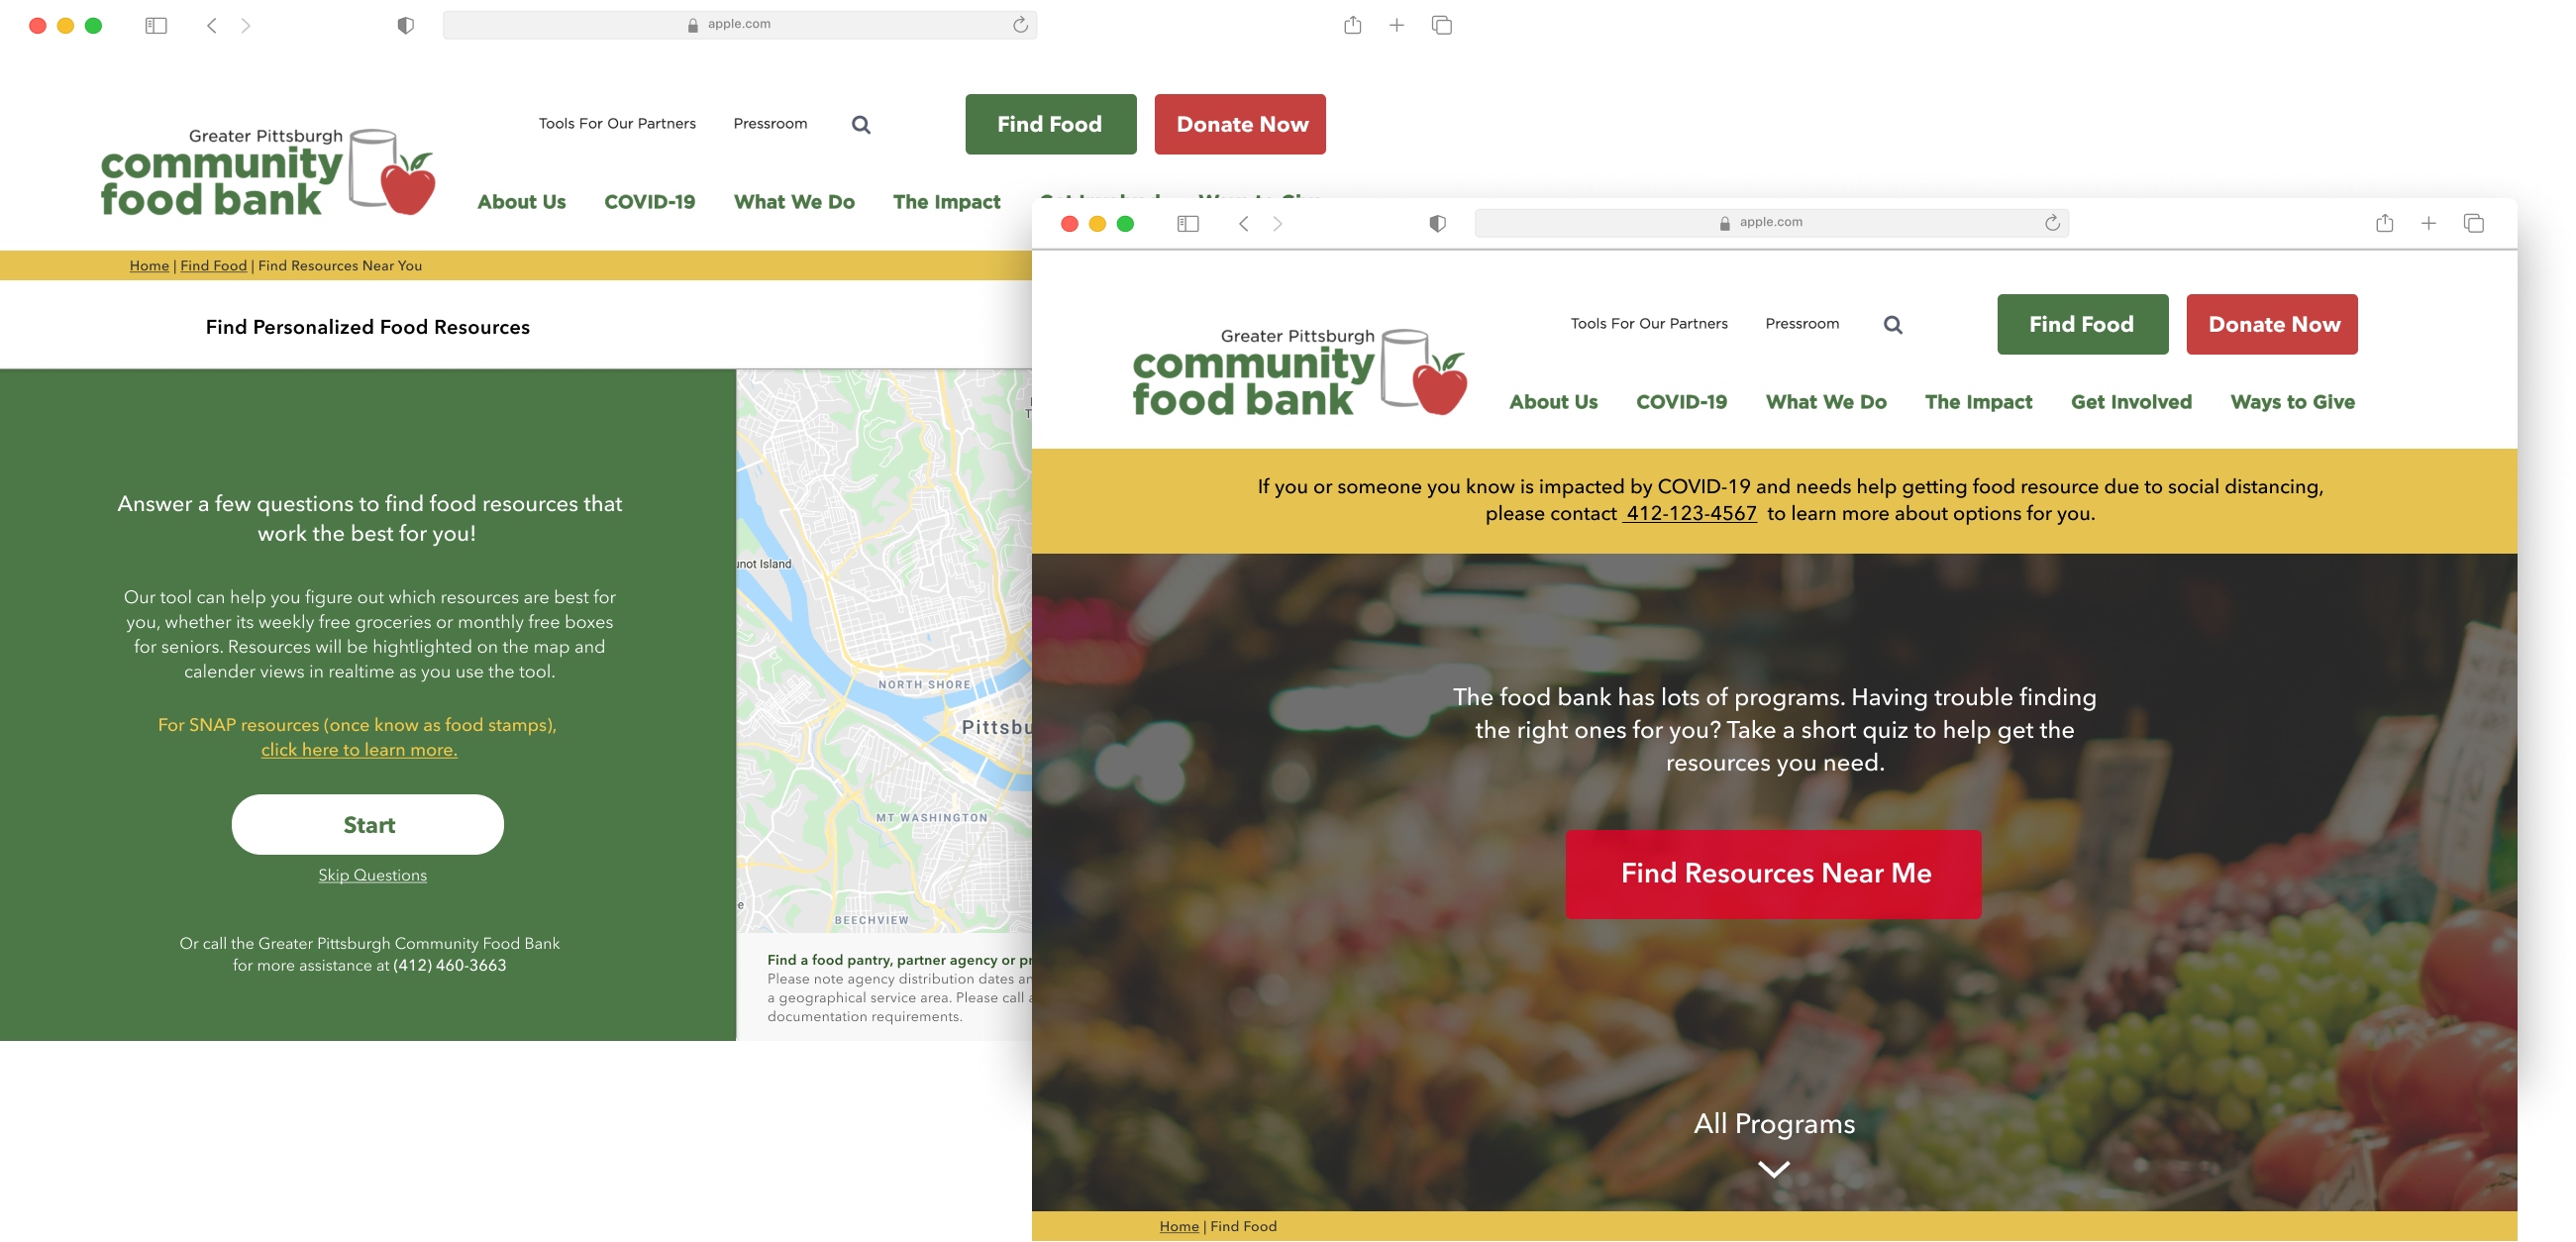 apple.com
Tools For Our Partners
Pressroom
Find Food
Donate Now
Greater Pittsburgh
community
food bank
About Us
COVID-19
What We Do
The Impact
Home | Find Food | Find Resources Near You
Find Personalized Food Resources
Answer a few questions to find food resources that
work the best for you!
Our tool can help you figure out which resources are best for
you, whether its weekly free groceries or monthly free boxes
for seniors. Resources will be hightlighted on the map and
calender views in realtime as you use the tool.
For SNAP resources (once know as food stamps),
click here to learn more.
Start
Skip Questions
Or call the Greater Pittsburgh Community Food Bank
for more assistance at (412) 460-3663
Island
NORTH SHORE
MT WASHINGTON
BEECHVIEW
Find a food pantry, partner agency or
Please note agency distribution dates
a geographical service area. Please call
documentation requirements.
apple.com
Tools For Our Partners
Pressroom
Find Food
Donate Now
Greater Pittsburgh
community
food bank
About Us
COVID-19
What We Do
The Impact
Get Involved
Ways to Give
If you or someone you know is impacted by COVID-19 and needs help getting food resource due to social distancing,
please contact 412-123-4567 to learn more about options for you.
The food bank has lots of programs. Having trouble finding
the right ones for you? Take a short quiz to help get the
resources you need.
Find Resources Near Me
All Programs
Home | Find Food